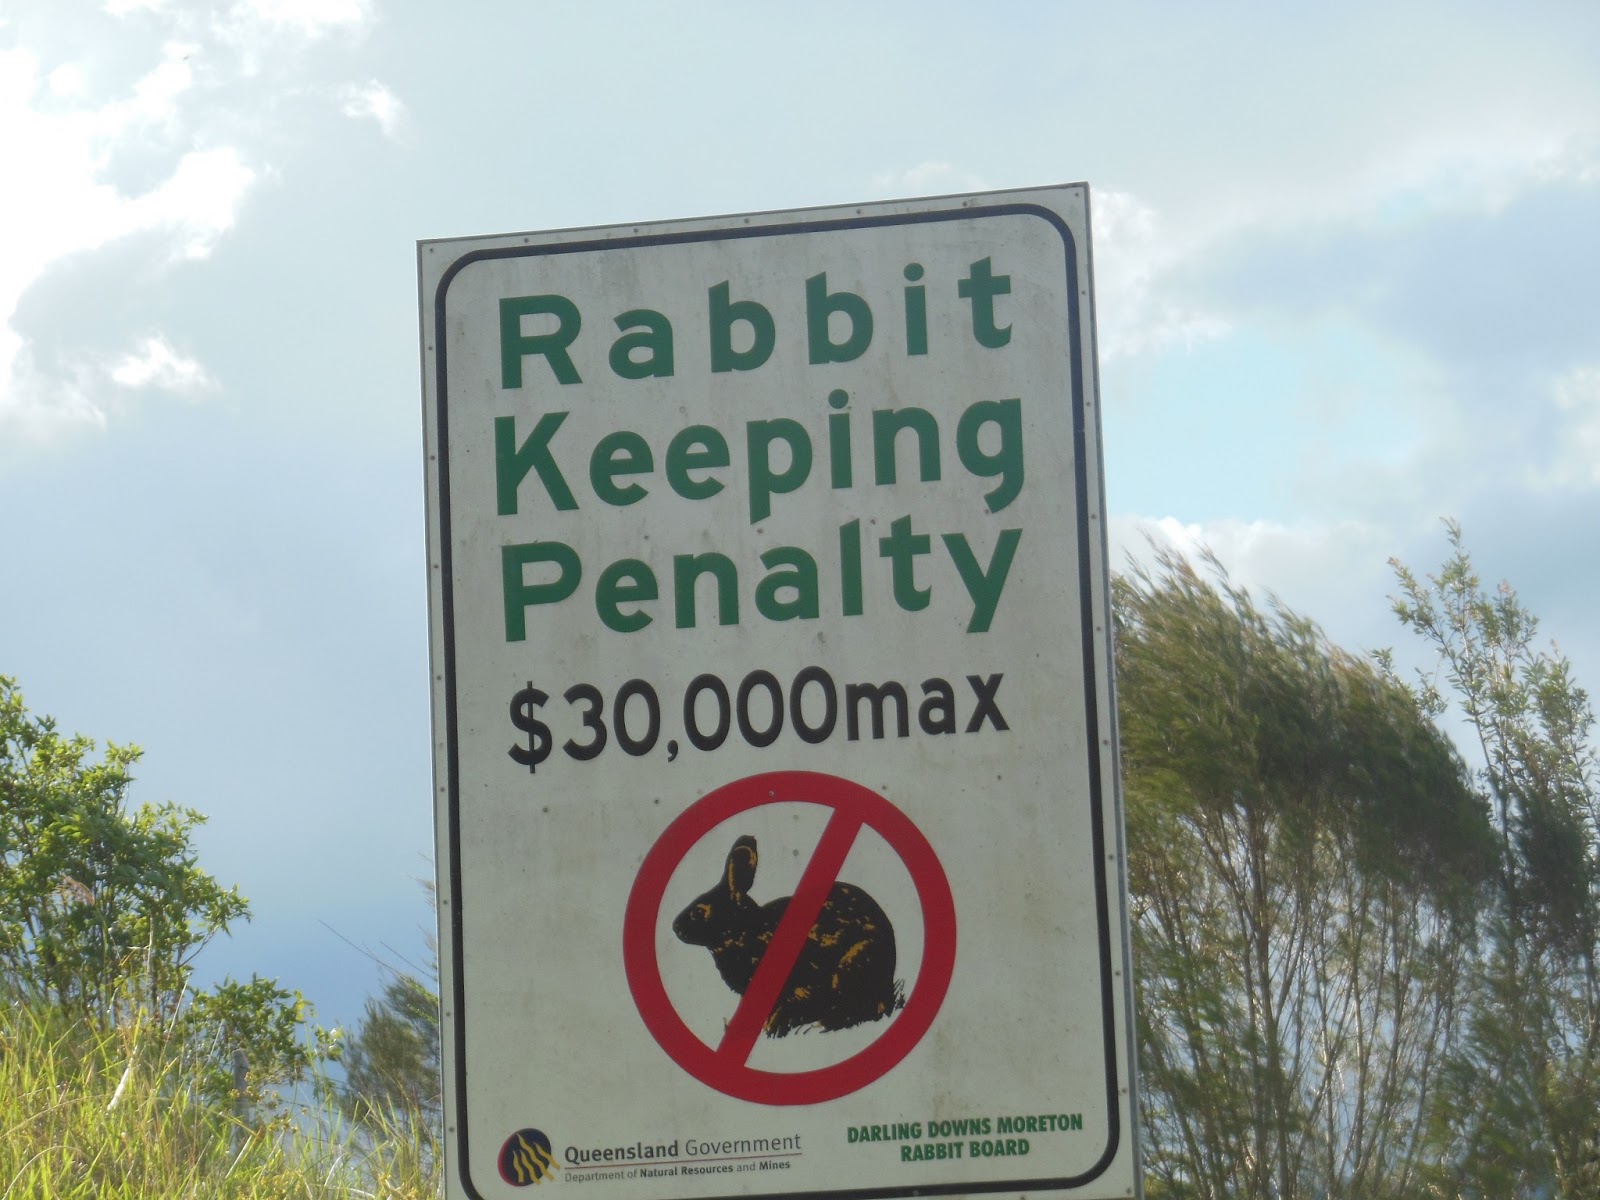 Rabbit
Keeping
Penalty
$30,000max
Queensland Government
Department of Natural Resources and Mines
DARLING DOWNS MORETON
RABBIT BOARD